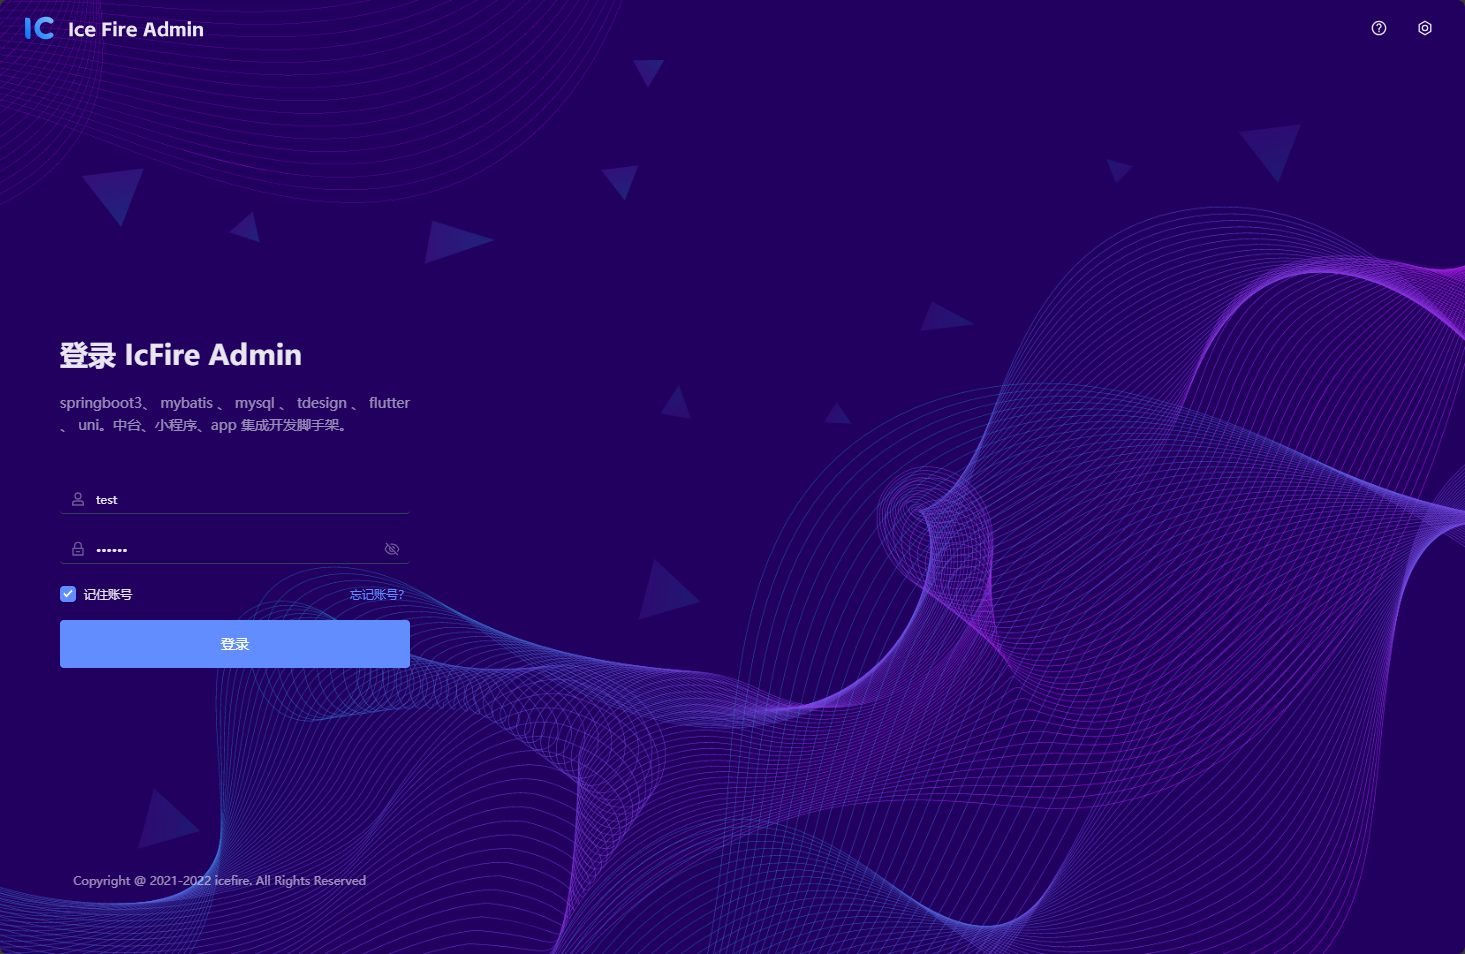 IC Ice Fire Admin
登录 IcFire Admin
springboot3、 mybatis 、 mysql 、 tdesign 、 flutter
、 uni。中台、小程序、app 集成开发脚手架。
test
••••••
记住账号
忘记账号?
登录
Copyright @ 2021-2022 icefire. All Rights Reserved